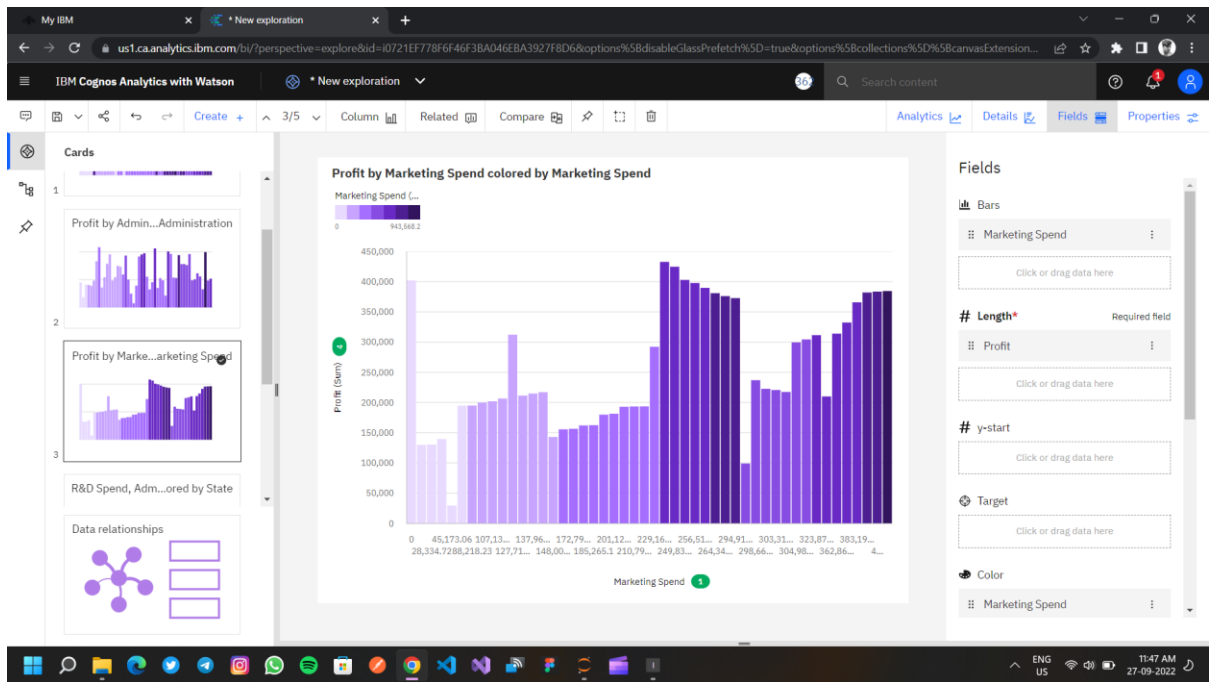 My IBM
* New exploration
us1.ca.analytics.ibm.com/bi/?perspective=explore&id=i0721EF778F6F46F3BA046EBA3927F8D6&options%5BdisableGlassPrefetch%5D=true&options%5Bcollections%5D%5BcanvasExtension...
IBM Cognos Analytics with Watson
* New exploration
362
Search content
1
Create +
3/5
Column
Related
Compare
Analytics
Details
Fields
Properties
Cards
1
Profit by Admin...Administration
2
Profit by Marke...arketing Spend
3
R&D Spend, Adm...ored by State
Data relationships
Profit by Marketing Spend colored by Marketing Spend
Marketing Spend (...
0 943,668.2
450,000
400,000
350,000
300,000
250,000
200,000
150,000
100,000
50,000
0
Profit (Sum)
0 45,173.06 107,13... 137,96... 172,79... 201,12... 229,16... 256,51... 294,91... 303,31... 323,87... 383,19...
28,334.72 88,218.23 127,71... 148,00... 185,265.1 210,79... 249,83... 264,34... 298,66... 304,98... 362,86... 4...
Marketing Spend 1
Fields
Bars
Marketing Spend
Click or drag data here
# Length* Required field
Profit
Click or drag data here
# y-start
Click or drag data here
Target
Click or drag data here
Color
Marketing Spend
ENG
US
11:47 AM
27-09-2022